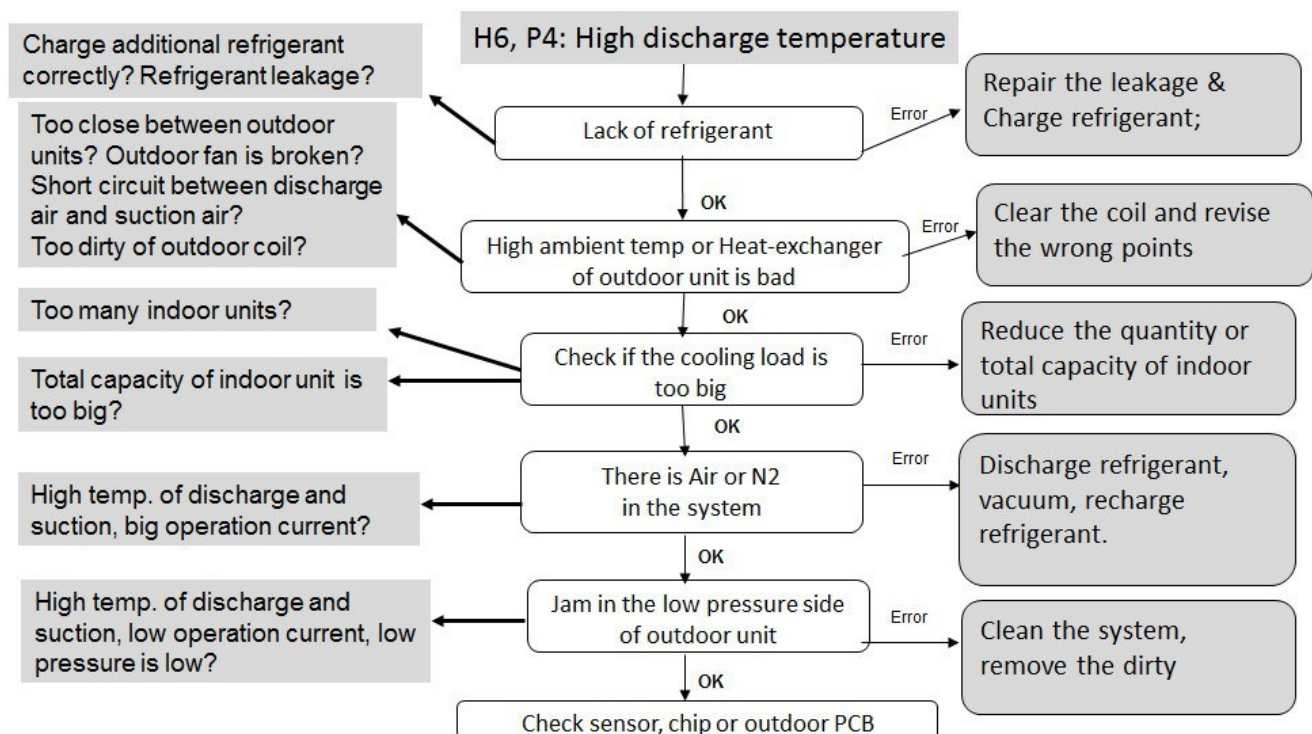 H6, P4: High discharge temperature
Charge additional refrigerant
correctly? Refrigerant leakage?
Lack of refrigerant
Error
Repair the leakage &
Charge refrigerant;
OK
Too close between outdoor
units? Outdoor fan is broken?
Short circuit between discharge
air and suction air?
Too dirty of outdoor coil?
High ambient temp or Heat-exchanger
of outdoor unit is bad
Error
Clear the coil and revise
the wrong points
OK
Too many indoor units?
Total capacity of indoor unit is
too big?
Check if the cooling load is
too big
Error
Reduce the quantity or
total capacity of indoor
units
OK
High temp. of discharge and
suction, big operation current?
There is Air or N2
in the system
Error
Discharge refrigerant,
vacuum, recharge
refrigerant.
OK
High temp. of discharge and
suction, low operation current, low
pressure is low?
Jam in the low pressure side
of outdoor unit
Error
Clean the system,
remove the dirty
OK
Check sensor, chip or outdoor PCB